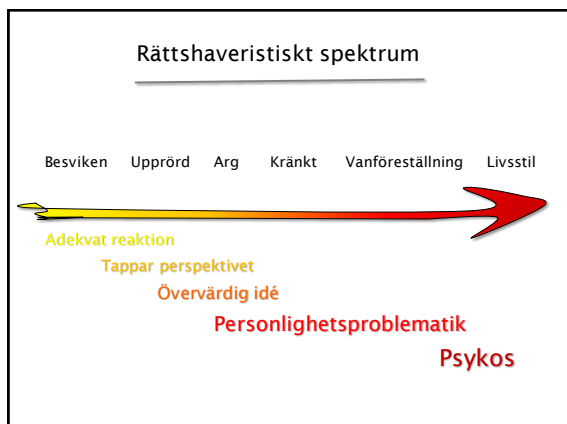 Rättshaveristiskt spektrum
Besviken Upprörd Arg Kränkt Vanföreställning Livsstil
Adekvat reaktion
Tappar perspektivet
Övervärdig idé
Personlighetsproblematik
Psykos